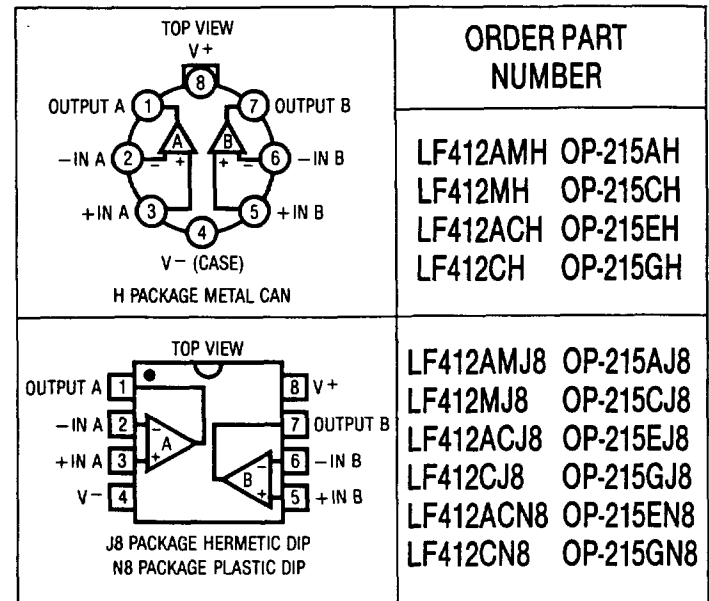 TOP VIEW
V+
8
OUTPUT A 1 7 OUTPUT B
A B
−IN A 2 − + + − 6 −IN B
+IN A 3 5 +IN B
4
V− (CASE)
H PACKAGE METAL CAN
ORDER PART
NUMBER
LF412AMH OP-215AH
LF412MH OP-215CH
LF412ACH OP-215EH
LF412CH OP-215GH
TOP VIEW
OUTPUT A 1 8 V+
−IN A 2 − A 7 OUTPUT B
+IN A 3 + − 6 −IN B
V− 4 B + 5 +IN B
J8 PACKAGE HERMETIC DIP
N8 PACKAGE PLASTIC DIP
LF412AMJ8 OP-215AJ8
LF412MJ8 OP-215CJ8
LF412ACJ8 OP-215EJ8
LF412CJ8 OP-215GJ8
LF412ACN8 OP-215EN8
LF412CN8 OP-215GN8